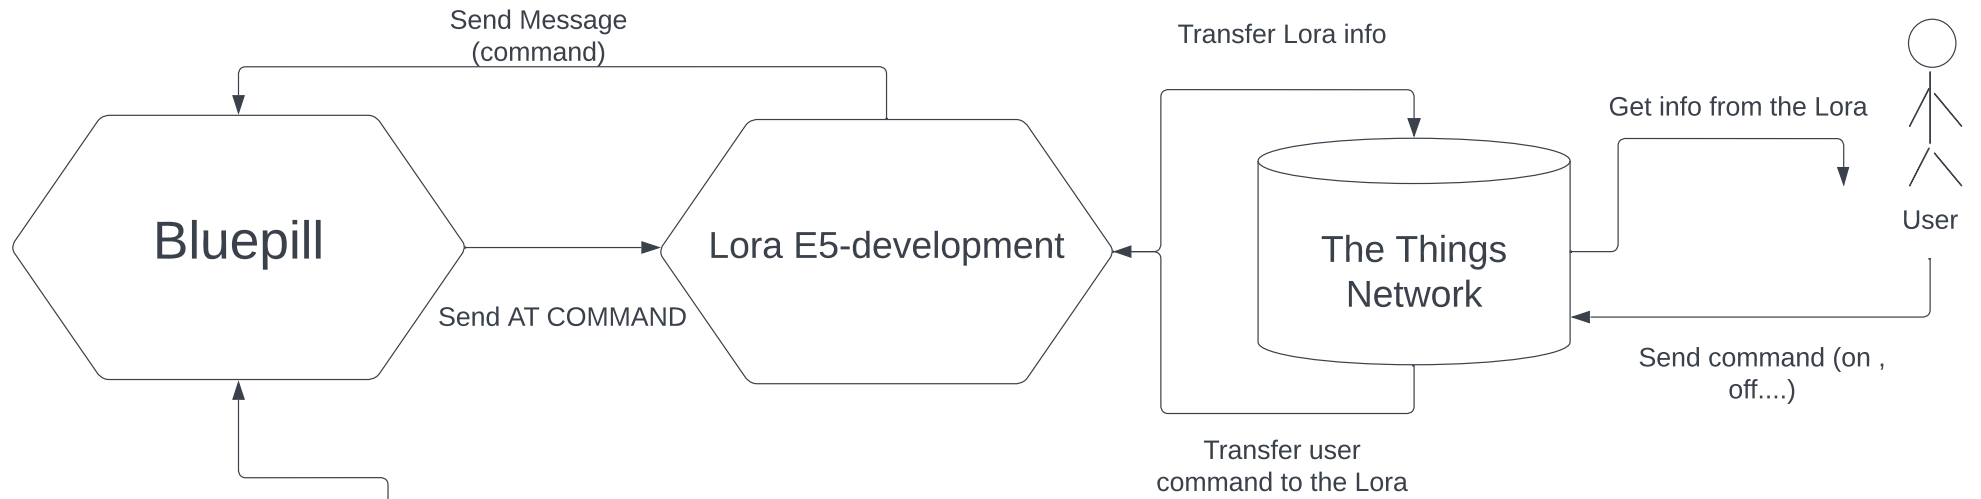 Send Message
(command)
Transfer Lora info
Get info from the Lora
User
Bluepill
Lora E5-development
The Things
Network
Send AT COMMAND
Send command (on ,
off....)
Transfer user
command to the Lora